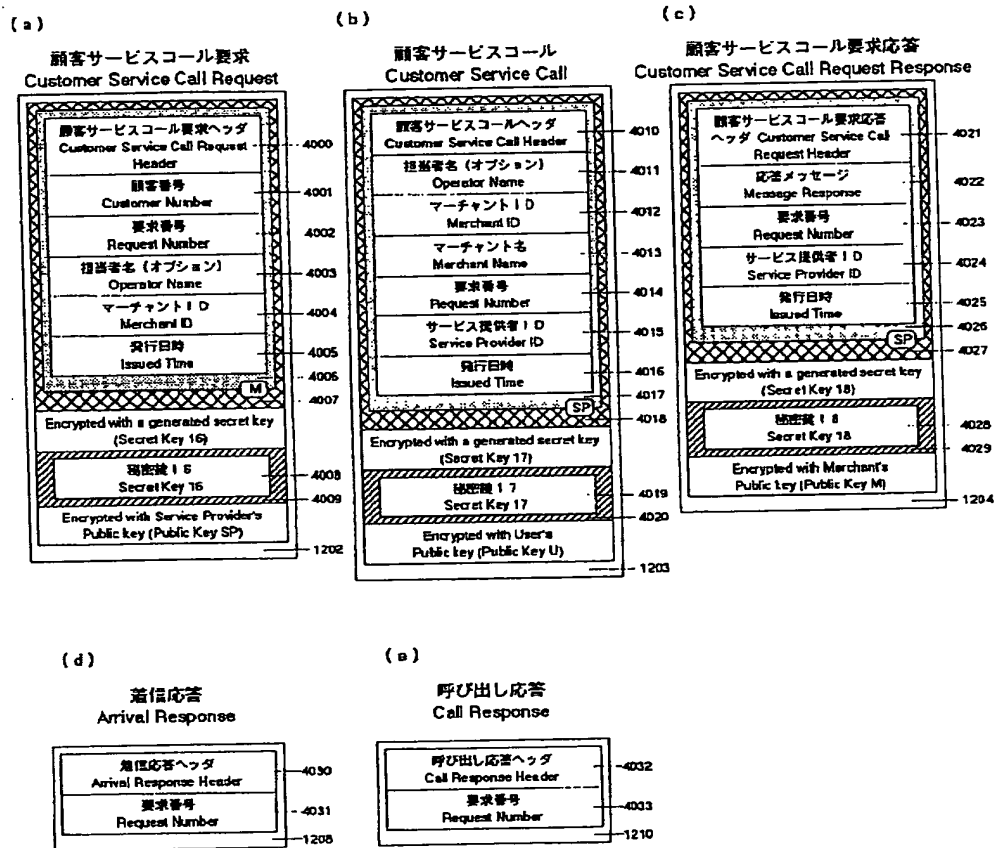 (a)
顧客サービスコール要求
Customer Service Call Request
顧客サービスコール要求ヘッダ
Customer Service Call Request
Header
4000
顧客番号
Customer Number
4001
要求番号
Request Number
4002
担当者名（オプション）
Operator Name
4003
マーチャントＩＤ
Merchant ID
4004
発行日時
Issued Time
4005
4006
M
4007
Encrypted with a generated secret key
(Secret Key 16)
秘密鍵１６
Secret Key 16
4008
4009
Encrypted with Service Provider's
Public key (Public Key SP)
1202
(b)
顧客サービスコール
Customer Service Call
顧客サービスコールヘッダ
Customer Service Call Header
4010
担当者名（オプション）
Operator Name
4011
マーチャントＩＤ
Merchant ID
4012
マーチャント名
Merchant Name
4013
要求番号
Request Number
4014
サービス提供者ＩＤ
Service Provider ID
4015
発行日時
Issued Time
4016
4017
SP
4018
Encrypted with a generated secret key
(Secret Key 17)
秘密鍵１７
Secret Key 17
4019
4020
Encrypted with User's
Public key (Public Key U)
1203
(c)
顧客サービスコール要求応答
Customer Service Call Request Response
顧客サービスコール要求応答
ヘッダ Customer Service Call
Request Header
4021
応答メッセージ
Message Response
4022
要求番号
Request Number
4023
サービス提供者ＩＤ
Service Provider ID
4024
発行日時
Issued Time
4025
4026
SP
4027
Encrypted with a generated secret key
(Secret Key 18)
秘密鍵１８
Secret Key 18
4028
4029
Encrypted with Merchant's
Public key (Public Key M)
1204
(d)
着信応答
Arrival Response
着信応答ヘッダ
Arrival Response Header
4030
要求番号
Request Number
4031
1208
(e)
呼び出し応答
Call Response
呼び出し応答ヘッダ
Call Response Header
4032
要求番号
Request Number
4033
1210